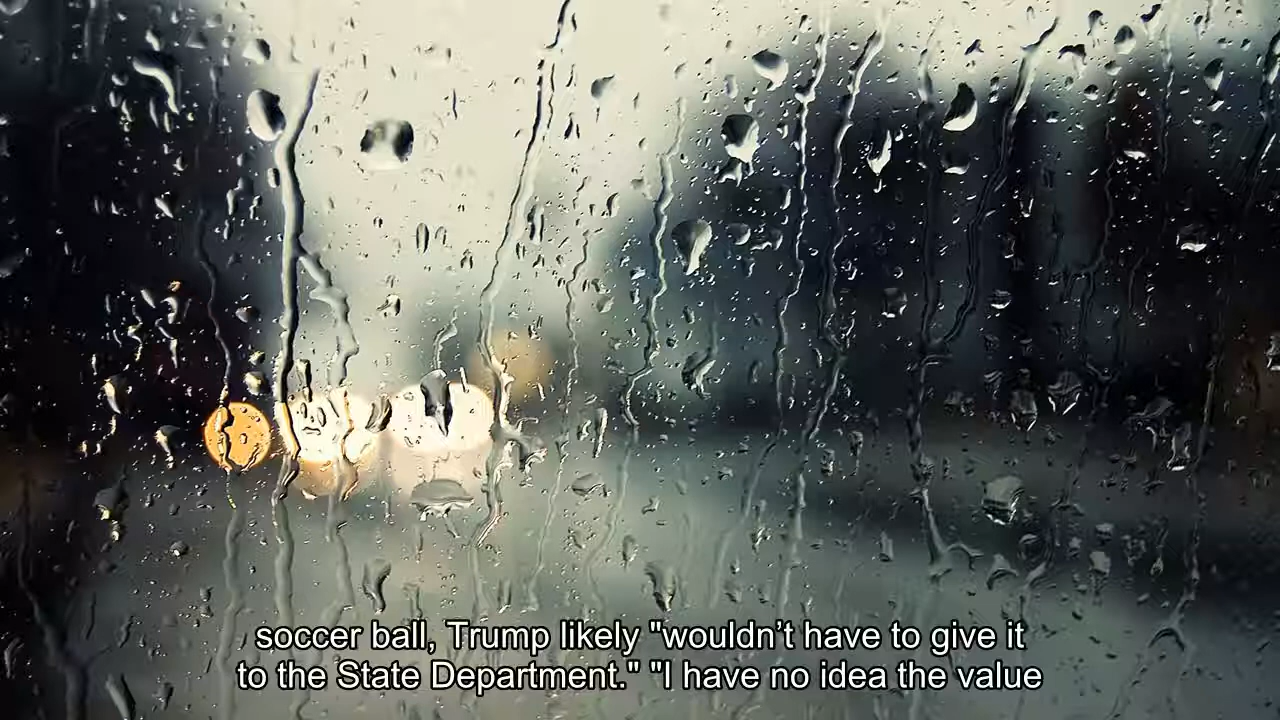 soccer ball, Trump likely "wouldn’t have to give it
to the State Department." "I have no idea the value